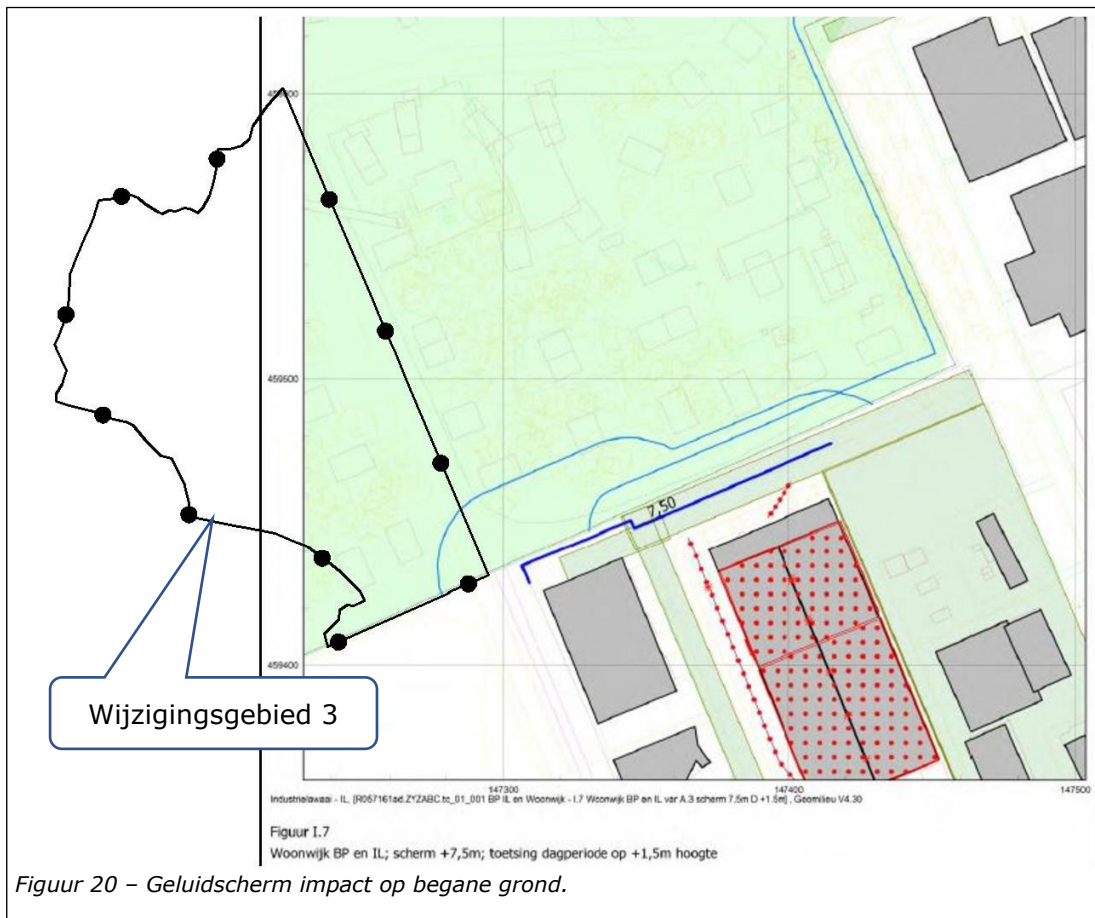 459600
459500
7,50
459400
Wijzigingsgebied 3
147300
147400
147500
Industrielawaai - IL, [R057161ad.ZYZABC.tc_01_001 BP IL en Woonwijk - I.7 Woonwijk BP en IL var A.3 scherm 7,5m D +1.5m] , Geomilieu V4.30
Figuur I.7
Woonwijk BP en IL; scherm +7,5m; toetsing dagperiode op +1,5m hoogte
Figuur 20 – Geluidscherm impact op begane grond.